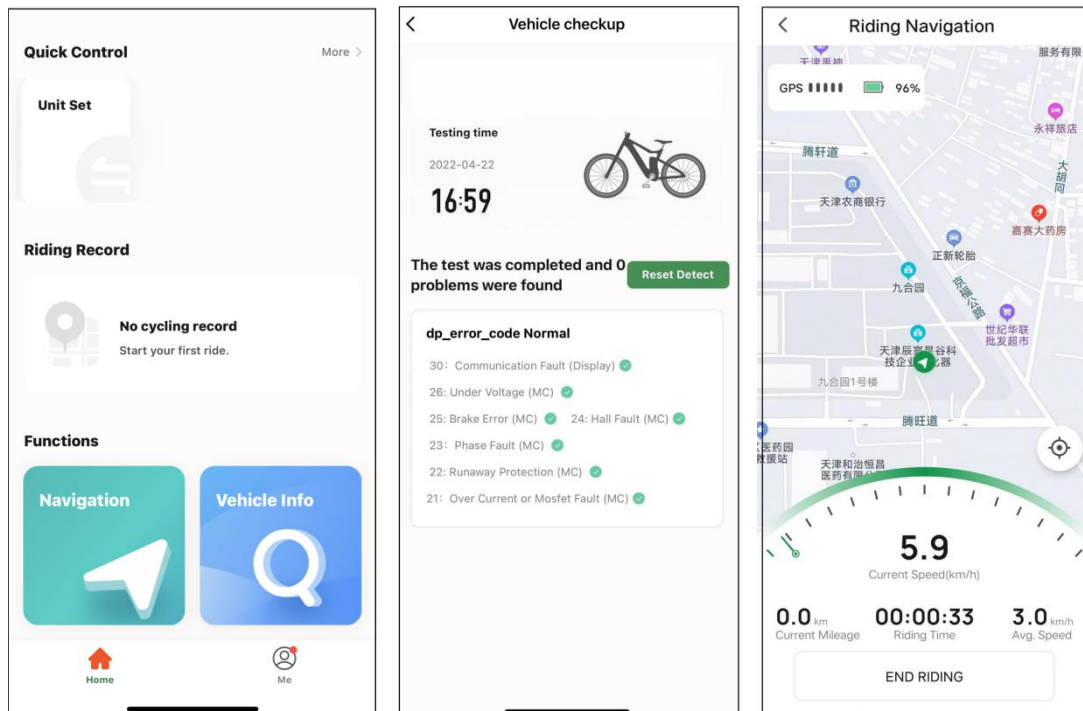 Quick Control
More >
Unit Set
Riding Record
No cycling record
Start your first ride.
Functions
Navigation
Vehicle Info
Home
Me
Vehicle checkup
Testing time
2022-04-22
16:59
The test was completed and 0
problems were found
Reset Detect
dp_error_code Normal
30: Communication Fault (Display)
26: Under Voltage (MC)
25: Brake Error (MC) 24: Hall Fault (MC)
23: Phase Fault (MC)
22: Runaway Protection (MC)
21: Over Current or Mosfet Fault (MC)
Riding Navigation
服务有限
GPS 96%
永祥旅店
腾轩道
大胡同
天津农商银行
嘉赛大药房
正新轮胎
九合园
京福公路
世纪华联
批发超市
九合园1号楼
腾旺道
医药园
救援站
天津和治恒昌
5.9
Current Speed(km/h)
0.0 km
Current Mileage
00:00:33
Riding Time
3.0 km/h
Avg. Speed
END RIDING